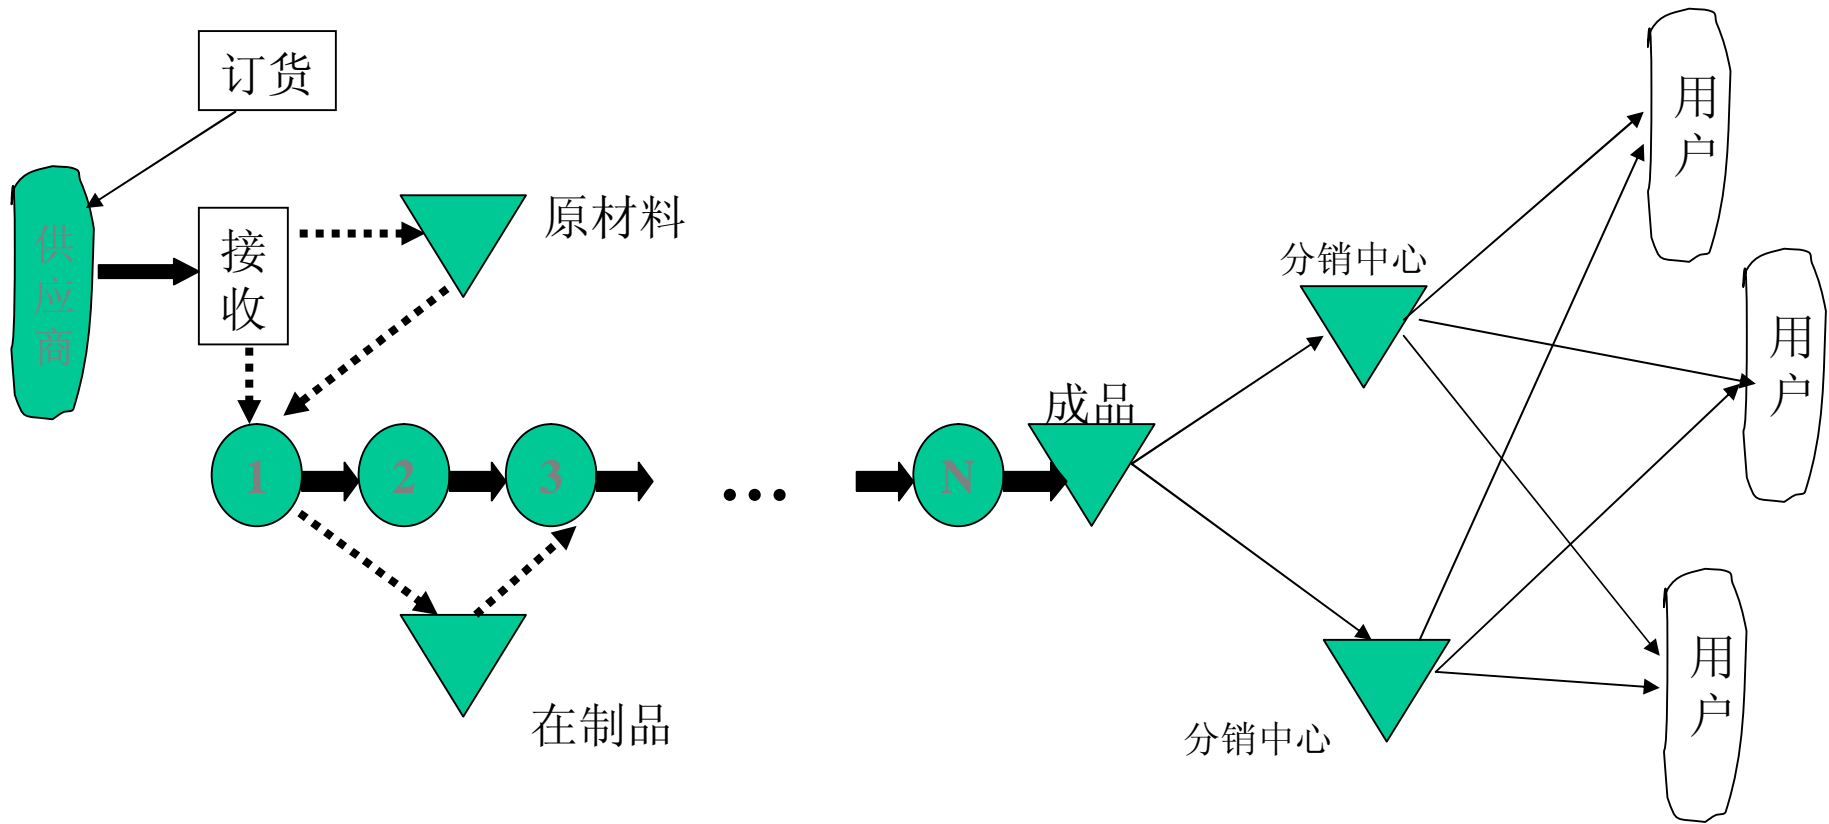 订货
供
应
商
接
收
原材料
1
2
3
...
N
成品
在制品
分销中心
分销中心
用
户
用
户
用
户